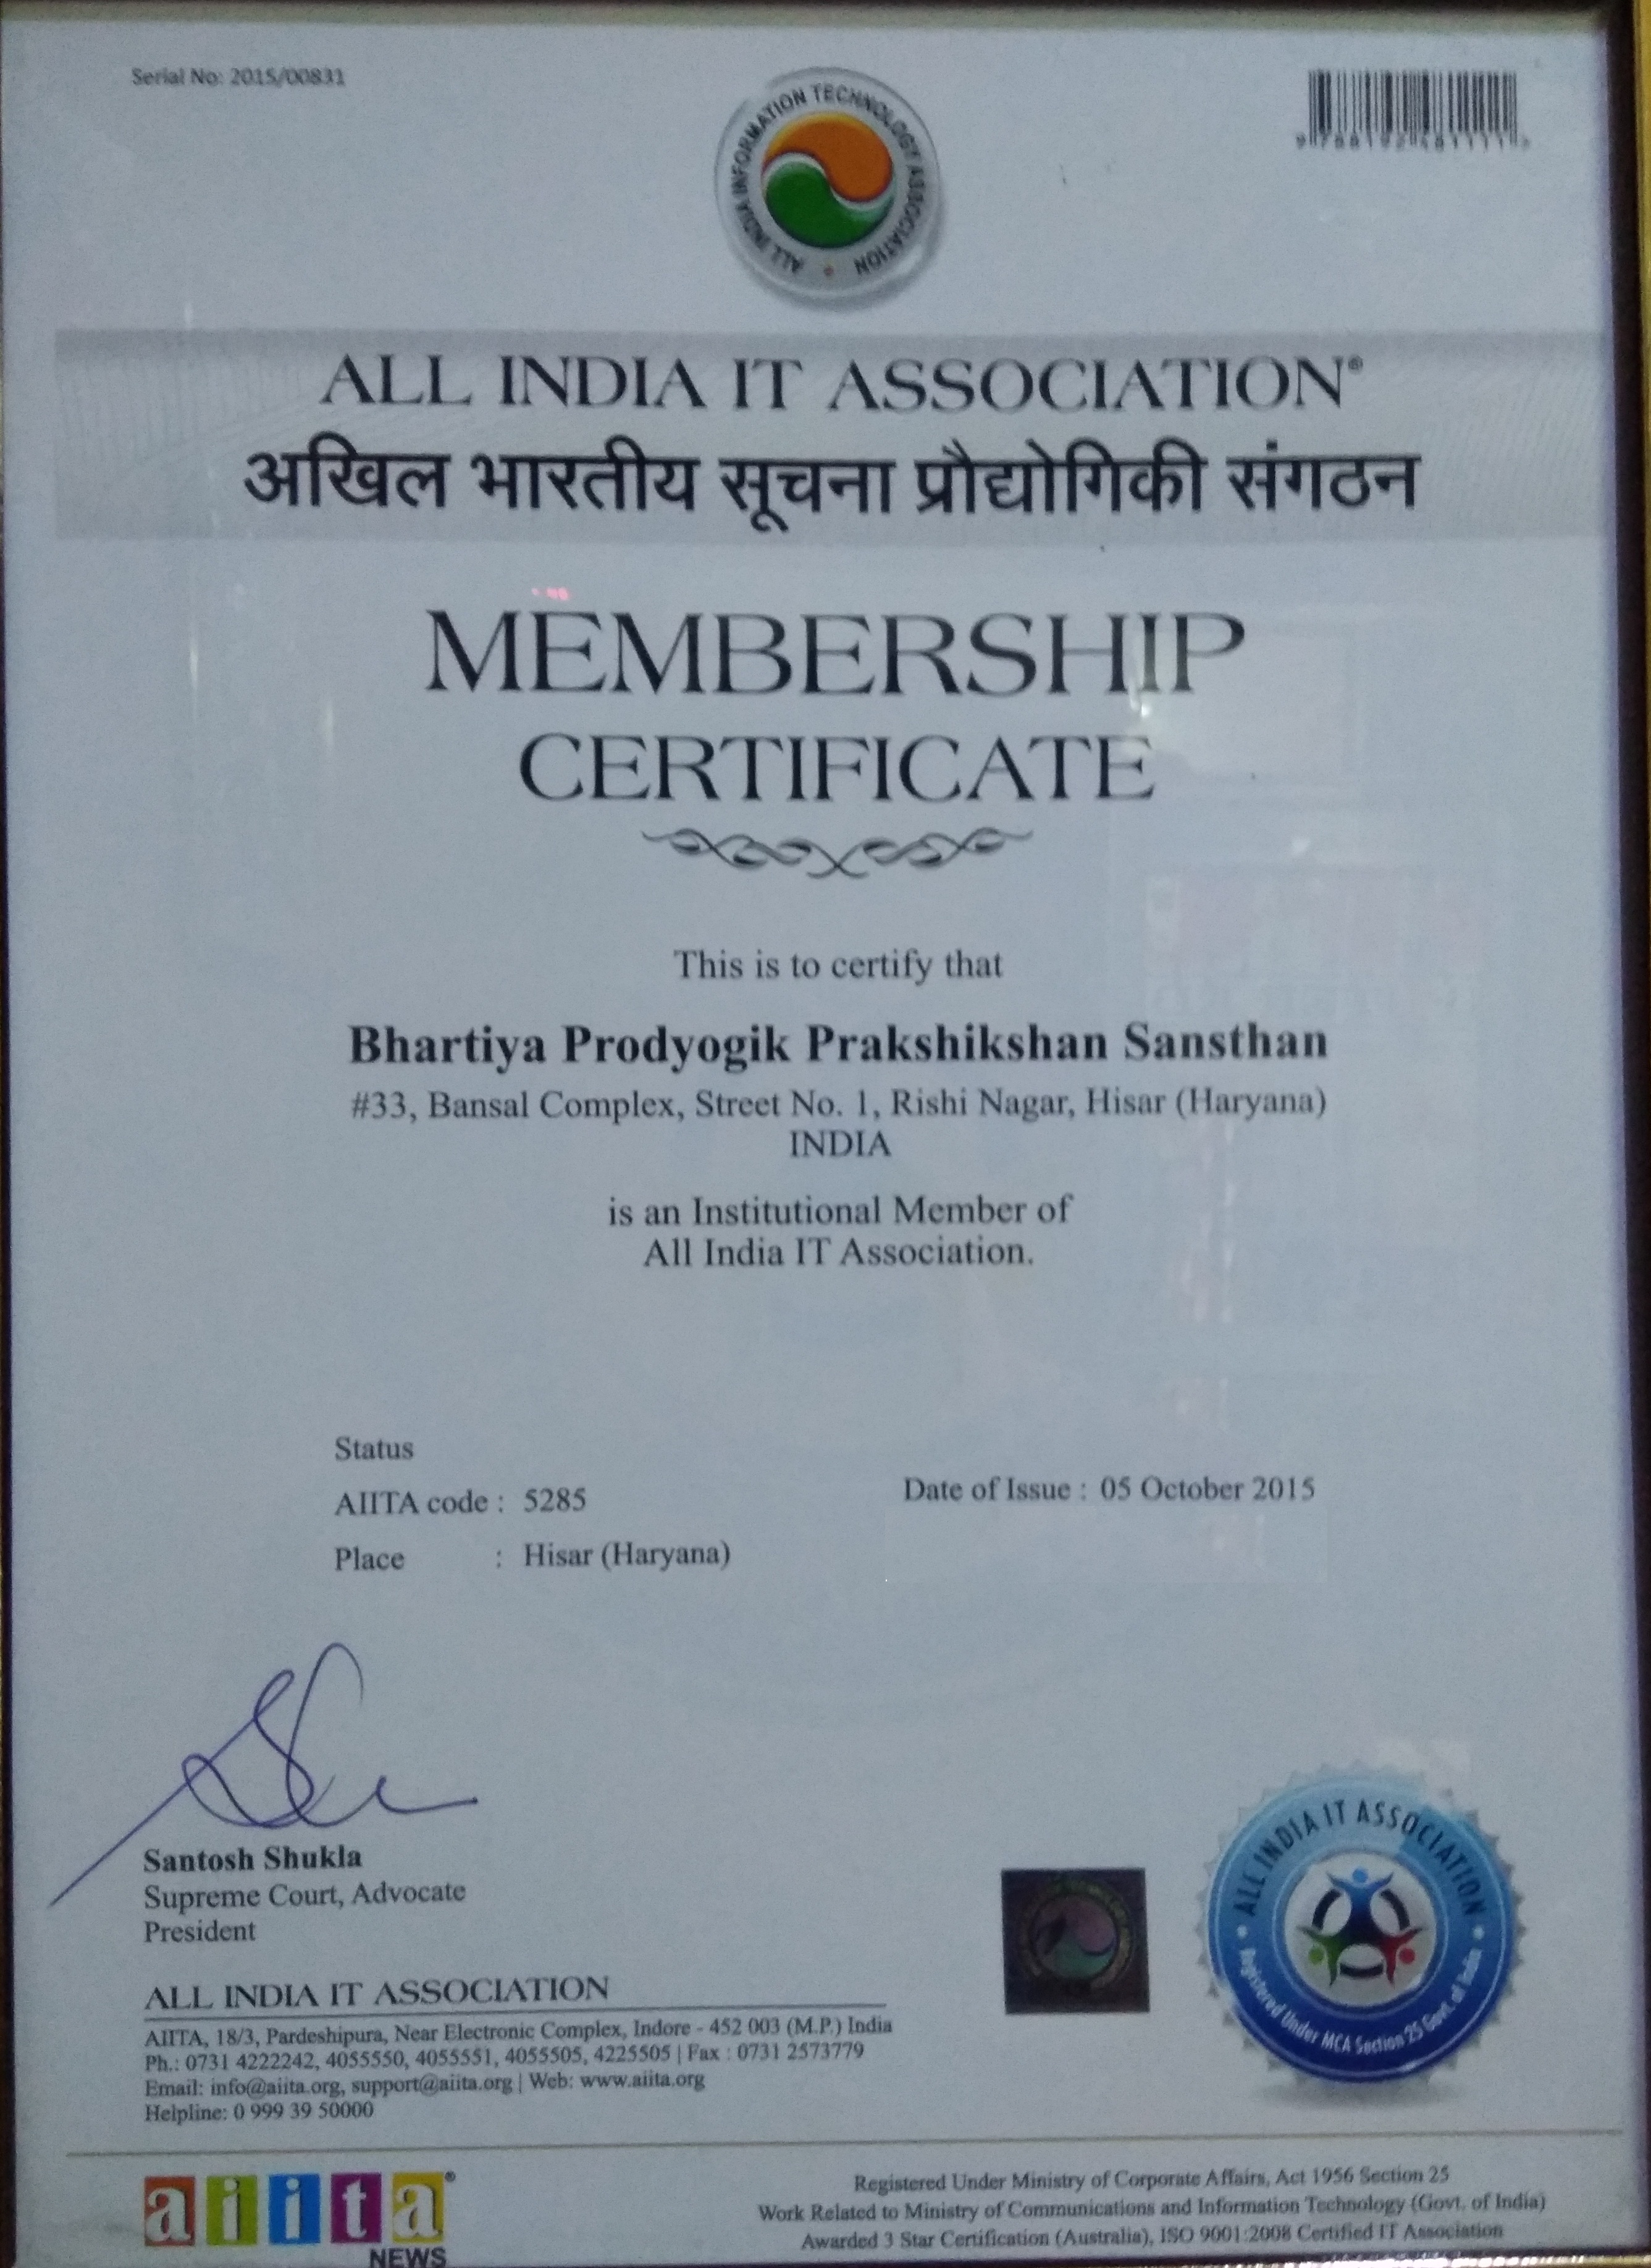 Serial No: 2015/00831
ALL INDIA INFORMATION TECHNOLOGY ASSOCIATION
ALL INDIA IT ASSOCIATION®
अखिल भारतीय सूचना प्रौद्योगिकी संगठन
MEMBERSHIP
CERTIFICATE
This is to certify that
Bhartiya Prodyogik Prakshikshan Sansthan
#33, Bansal Complex, Street No. 1, Rishi Nagar, Hisar (Haryana)
INDIA
is an Institutional Member of
All India IT Association.
Status
AIITA code : 5285
Date of Issue : 05 October 2015
Place : Hisar (Haryana)
Santosh Shukla
Supreme Court, Advocate
President
ALL INDIA IT ASSOCIATION
AIITA, 18/3, Pardeshipura, Near Electronic Complex, Indore - 452 003 (M.P.) India
Ph.: 0731 4222242, 4055550, 4055551, 4055505, 4225505 | Fax : 0731 2573779
Email: info@aiita.org, support@aiita.org | Web: www.aiita.org
Helpline: 0 999 39 50000
ALL INDIA IT ASSOCIATION
Registered Under MCA Section 25 Govt. of India
aiita®
NEWS
Registered Under Ministry of Corporate Affairs, Act 1956 Section 25
Work Related to Ministry of Communications and Information Technology (Govt. of India)
Awarded 3 Star Certification (Australia), ISO 9001:2008 Certified IT Association